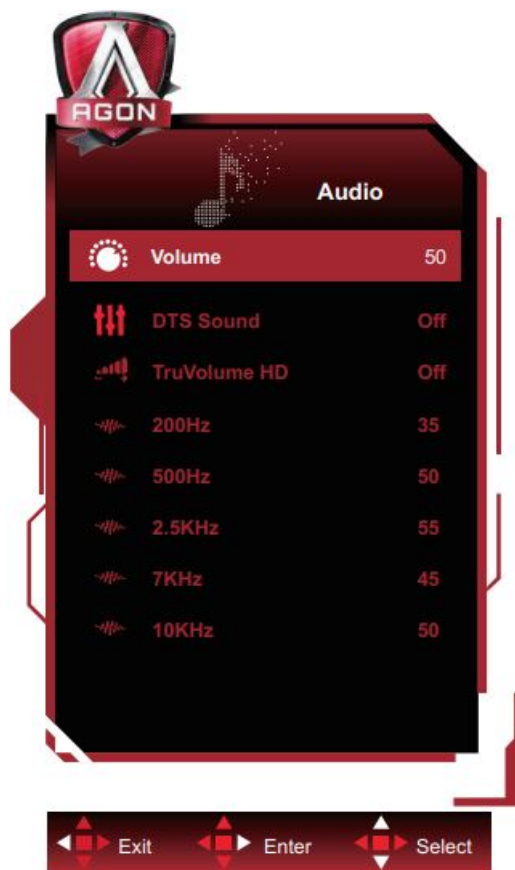 AGON
Audio
Volume 50
DTS Sound Off
TruVolume HD Off
200Hz 35
500Hz 50
2.5KHz 55
7KHz 45
10KHz 50
Exit Enter Select